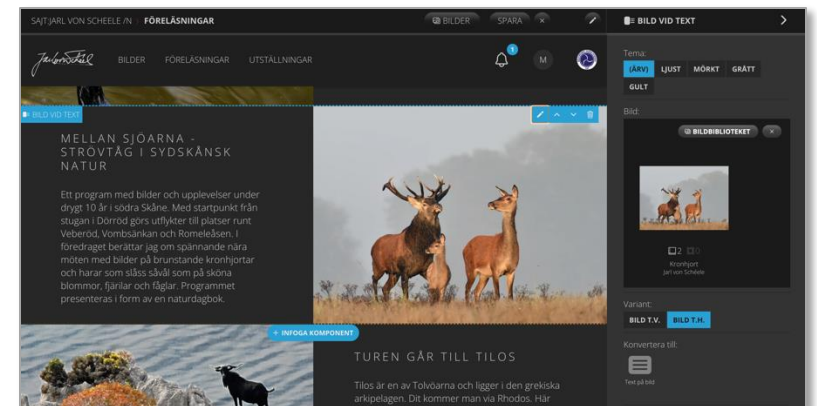 SAJT:JARL VON SCHEELE /N FÖRELÄSNINGAR
BILDER SPARA ×
BILD VID TEXT
BILDER FÖRELÄSNINGAR UTSTÄLLNINGAR
1
M
BILD VID TEXT
MELLAN SJÖARNA -
STRÖVTÅG I SYDSKÅNSK
NATUR
Ett program med bilder och upplevelser under
drygt 10 år i södra Skåne. Med startpunkt från
stugan i Dörröd görs utflykter till platser runt
Veberöd, Vombsänkan och Romeleåsen. I
föredraget berättar jag om spännande nära
möten med bilder på brunstande kronhjortar
och harar som slåss såväl som på sköna
blommor, fjärilar och fåglar. Programmet
presenteras i form av en naturdagbok.
+ INFOGA KOMPONENT
TUREN GÅR TILL TILOS
Tilos är en av Tolvöarna och ligger i den grekiska
arkipelagen. Dit kommer man via Rhodos. Här
Tema:
(ÄRV) LJUST MÖRKT GRÅTT
GULT
Bild:
BILDBIBLIOTEKET ×
2 0
Kronhjort
Jarl von Schéele
Variant:
BILD T.V. BILD T.H.
Konvertera till:
Text på bild